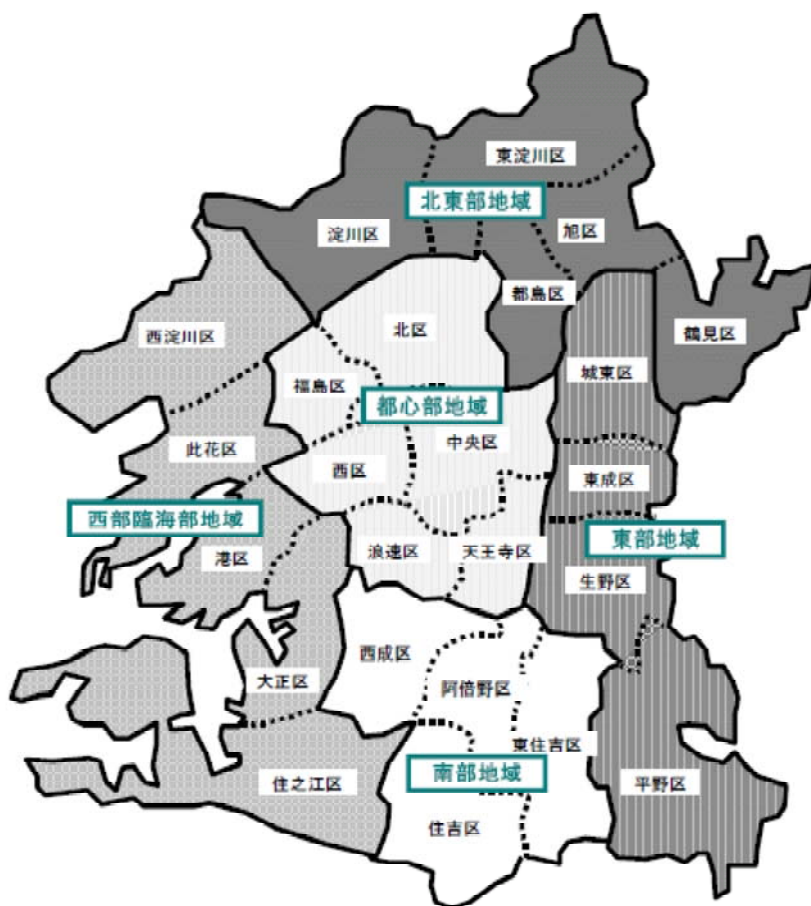 東淀川区
北東部地域
淀川区
旭区
都島区
北区
西淀川区
鶴見区
城東区
福島区
都心部地域
中央区
此花区
西区
東成区
西部臨海部地域
東部地域
港区
浪速区
天王寺区
生野区
西成区
大正区
阿倍野区
東住吉区
南部地域
住之江区
平野区
住吉区